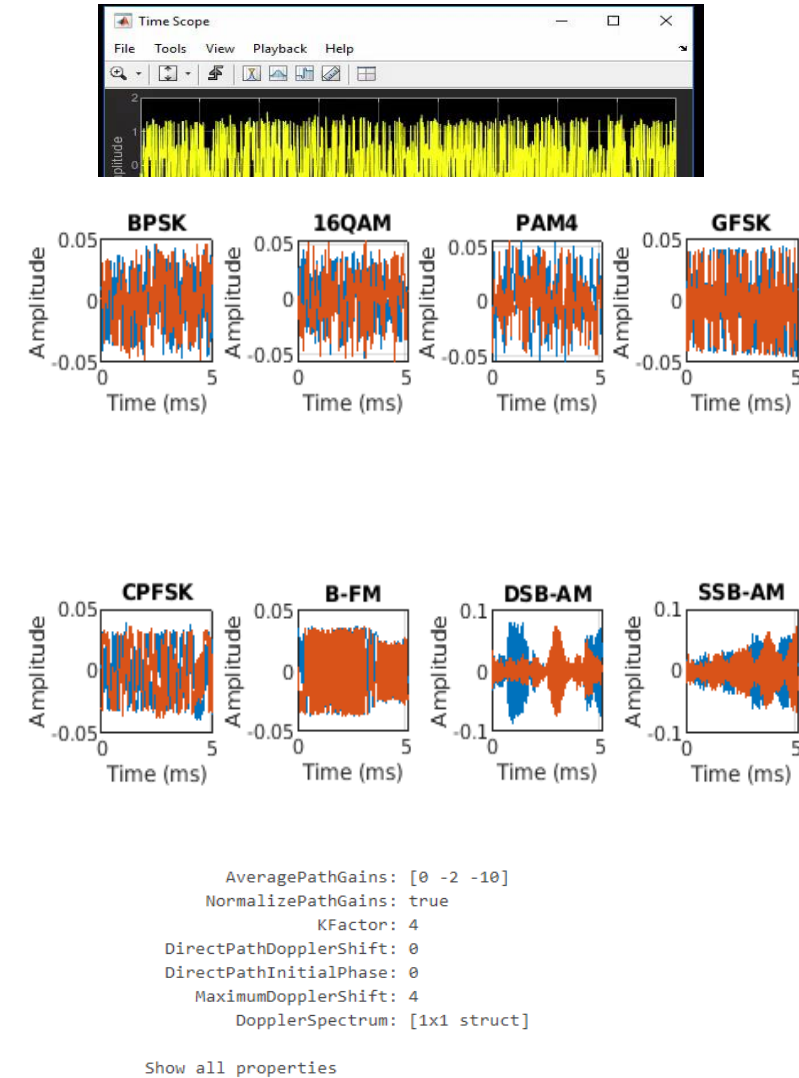 Time Scope
File Tools View Playback Help
2
1
0
BPSK 16QAM PAM4 GFSK
0.05 0.05 0.05 0.05
Amplitude Amplitude Amplitude Amplitude
0 0 0 0
-0.05 -0.05 -0.05 -0.05
0 5 0 5 0 5 0 5
Time (ms) Time (ms) Time (ms) Time (ms)
CPFSK B-FM DSB-AM SSB-AM
0.05 0.05 0.1 0.1
Amplitude Amplitude Amplitude Amplitude
0 0 0 0
-0.05 -0.05 -0.1 -0.1
0 5 0 5 0 5 0 5
Time (ms) Time (ms) Time (ms) Time (ms)
AveragePathGains: [0 -2 -10]
NormalizePathGains: true
KFactor: 4
DirectPathDopplerShift: 0
DirectPathInitialPhase: 0
MaximumDopplerShift: 4
DopplerSpectrum: [1x1 struct]
Show all properties